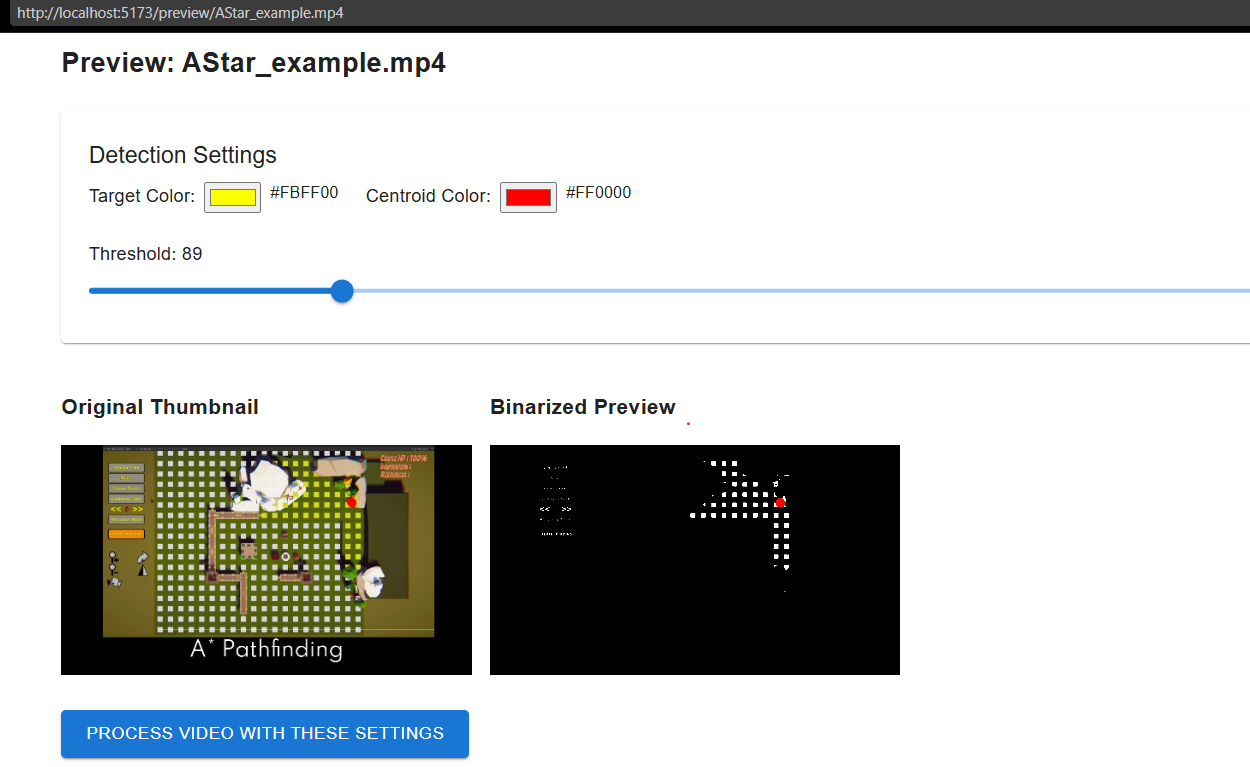 http://localhost:5173/preview/AStar_example.mp4
Preview: AStar_example.mp4
Detection Settings
Target Color: #FBFF00 Centroid Color: #FF0000
Threshold: 89
Original Thumbnail Binarized Preview
<< >>
<< >>
A* Pathfinding
PROCESS VIDEO WITH THESE SETTINGS